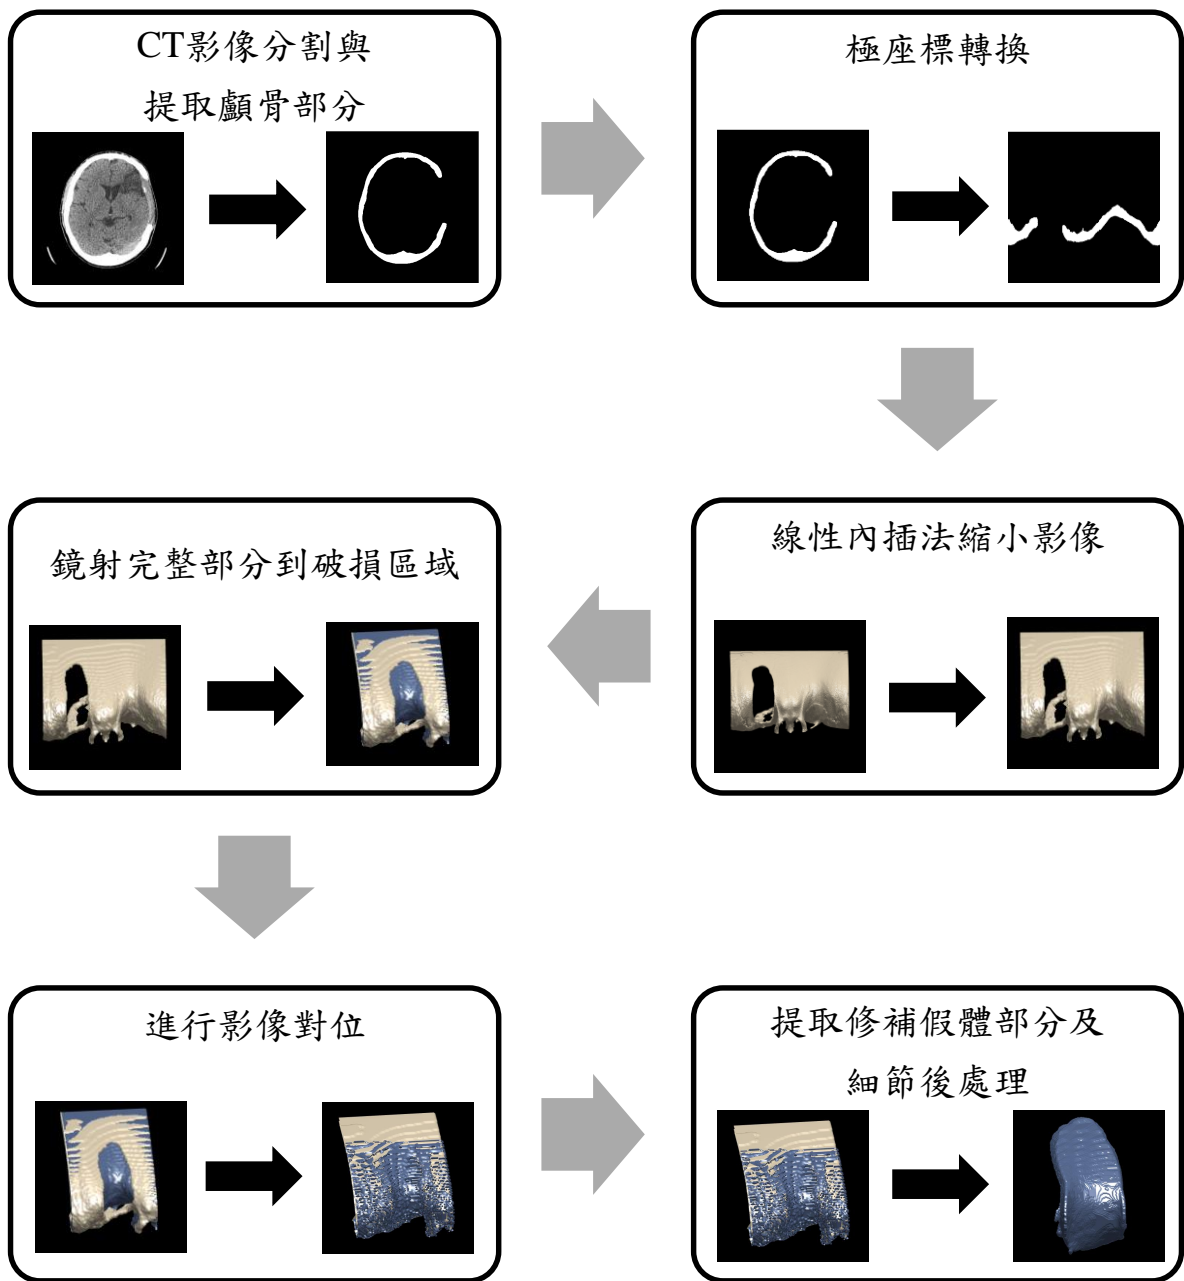 CT影像分割與
提取顱骨部分
極座標轉換
線性內插法縮小影像
鏡射完整部分到破損區域
進行影像對位
提取修補假體部分及
細節後處理